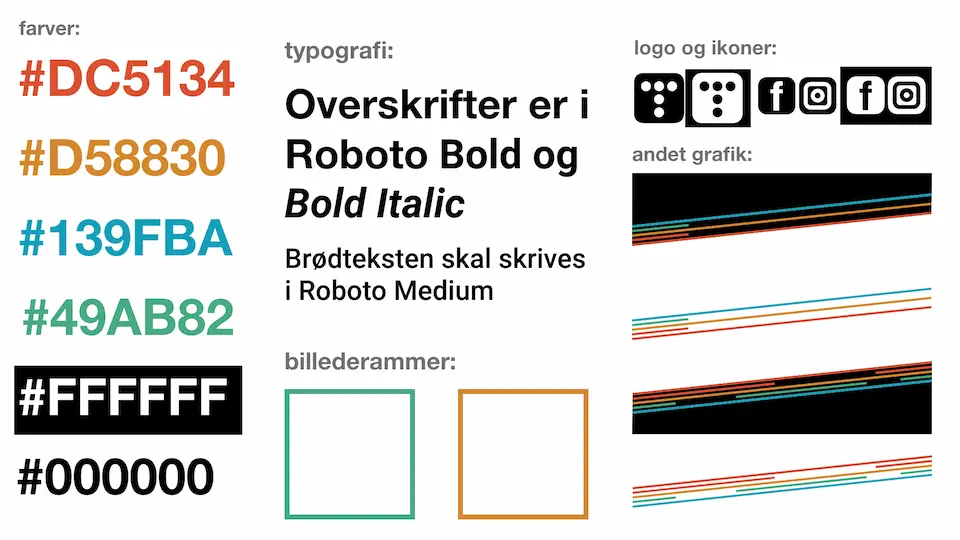 farver:
#DC5134
#D58830
#139FBA
#49AB82
#FFFFFF
#000000
typografi:
Overskrifter er i
Roboto Bold og
Bold Italic
Brødteksten skal skrives
i Roboto Medium
billederammer:
logo og ikoner:
andet grafik: